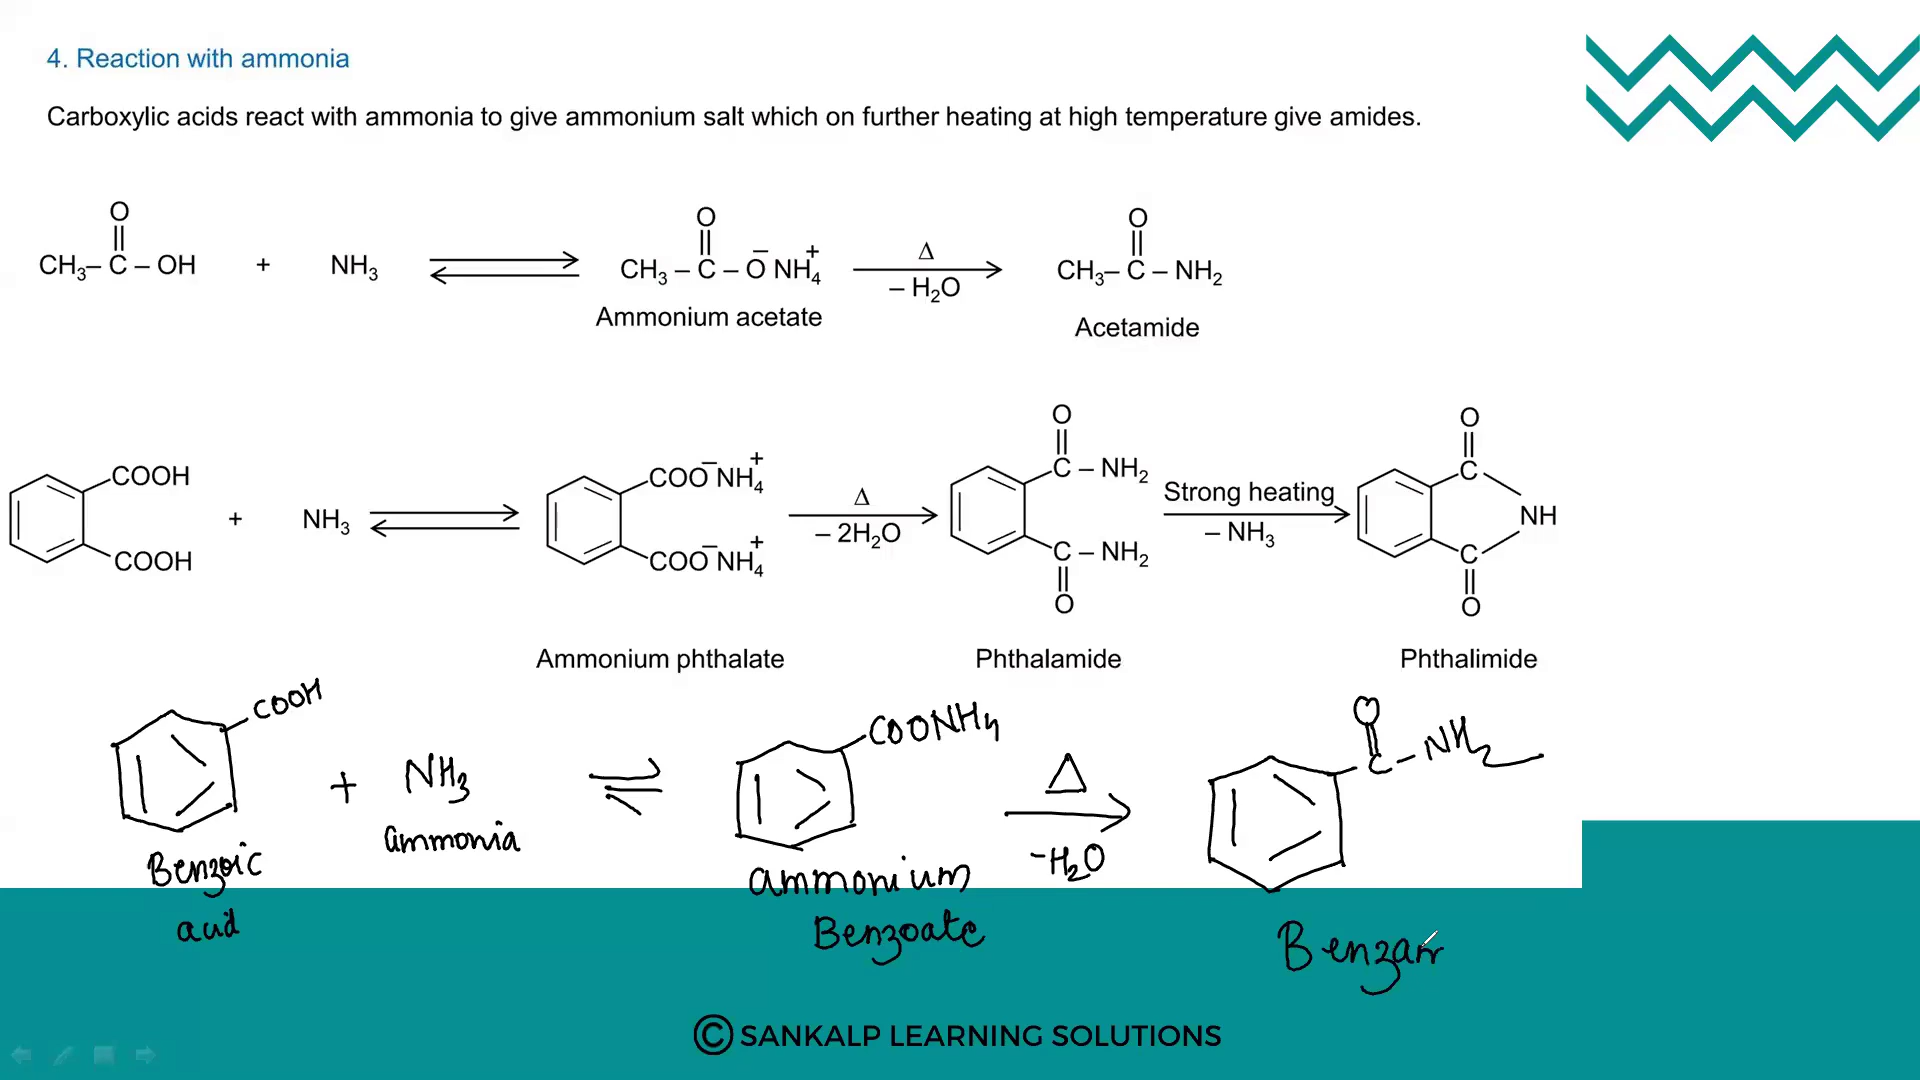 4. Reaction with ammonia
Carboxylic acids react with ammonia to give ammonium salt which on further heating at high temperature give amides.
O
||
CH₃– C – OH + NH₃ ⇌
O
||
CH₃ – C – O⁻ NH₄⁺
Δ
– H₂O
O
||
CH₃– C – NH₂
Ammonium acetate
Acetamide
COOH
COOH
+ NH₃ ⇌
COO⁻NH₄⁺
COO⁻NH₄⁺
Δ
– 2H₂O
O
||
C – NH₂
C – NH₂
||
O
Strong heating
– NH₃
O
||
C
NH
C
||
O
Ammonium phthalate
Phthalamide
Phthalimide
COOH
+ NH₃ ⇌
COONH₄
Δ
-H₂O
O
||
C - NH₂
Benzoic
acid
ammonia
ammonium
Benzoate
Benzam
© SANKALP LEARNING SOLUTIONS